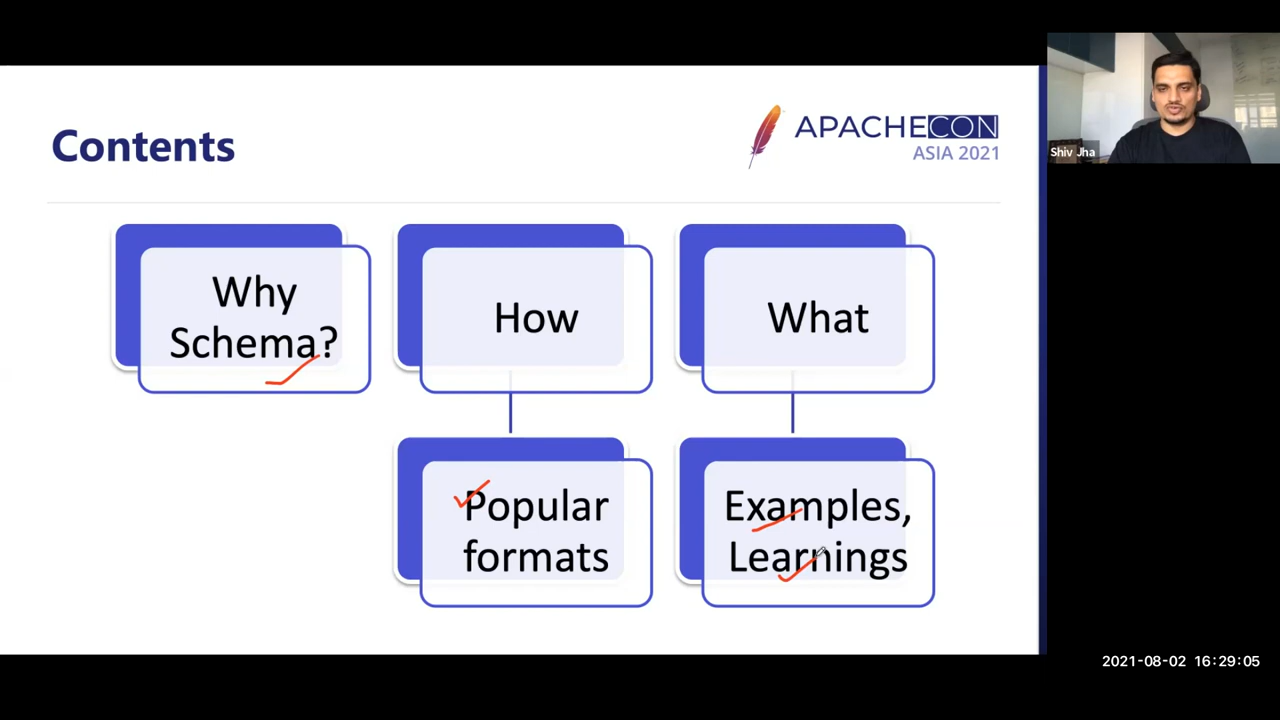 Contents
APACHECON
ASIA 2021
Shiv Jha
Why
Schema?
How
What
Popular
formats
Examples,
Learnings
2021-08-02 16:29:05